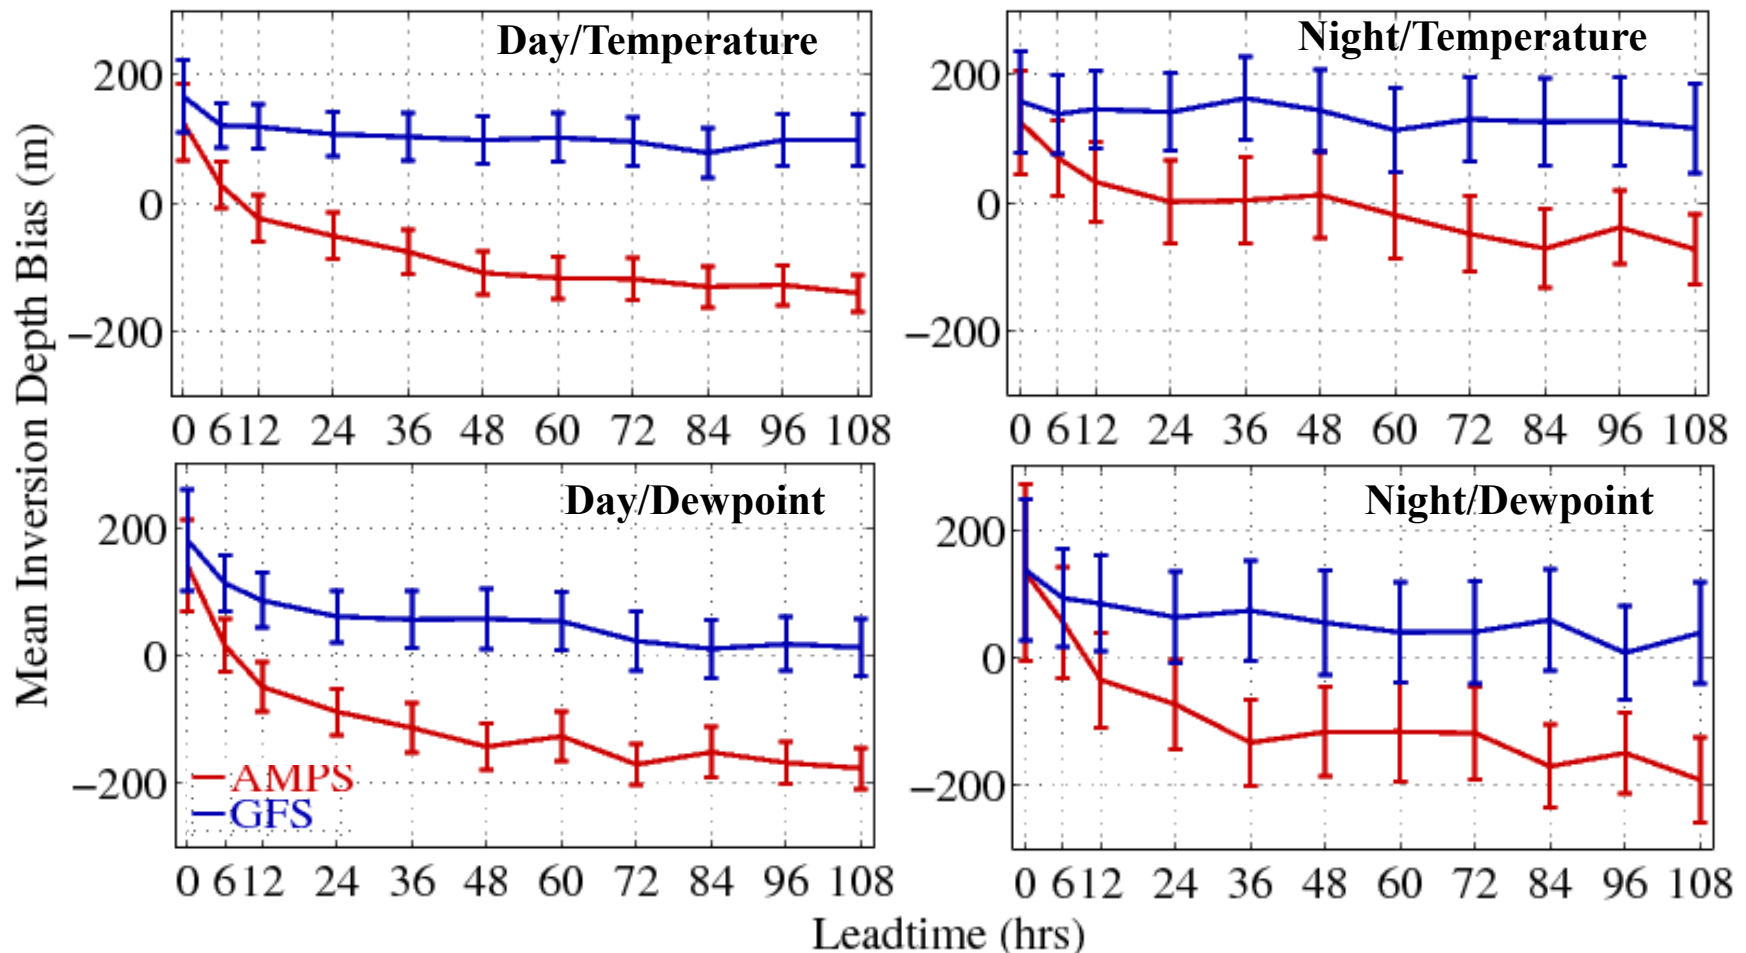 Mean Inversion Depth Bias (m)
Day/Temperature
200
0
−200
0 6 12 24 36 48 60 72 84 96 108
Night/Temperature
200
0
−200
0 6 12 24 36 48 60 72 84 96 108
Day/Dewpoint
200
0
−200
AMPS
GFS
0 6 12 24 36 48 60 72 84 96 108
Night/Dewpoint
200
0
−200
0 6 12 24 36 48 60 72 84 96 108
Leadtime (hrs)